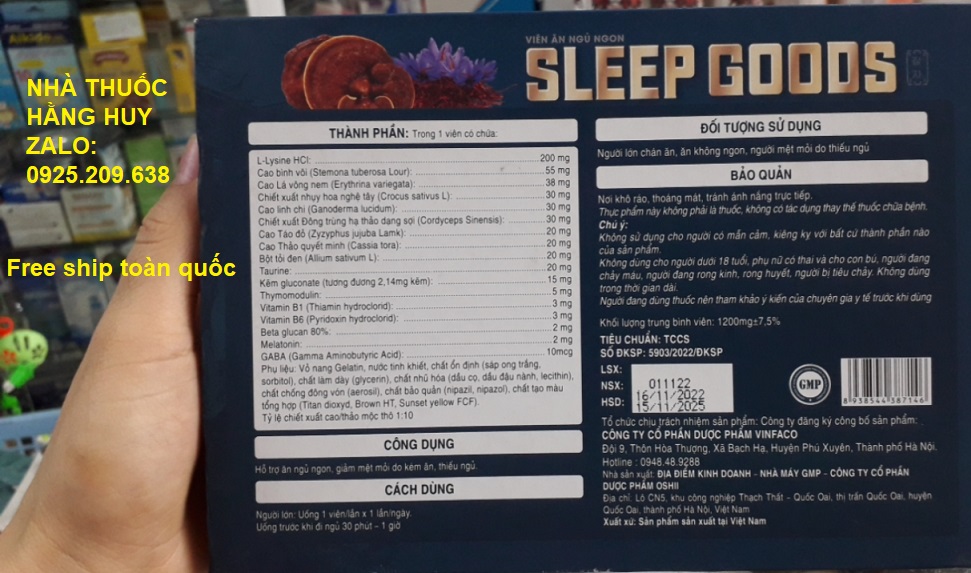 NHÀ THUỐC
HẰNG HUY
ZALO:
0925.209.638
Free ship toàn quốc
VIÊN ĂN NGỦ NGON
SLEEP GOODS
THÀNH PHẦN: Trong 1 viên có chứa:
L-Lysine HCl: 200 mg
Cao bình vôi (Stemona tuberosa Lour): 55 mg
Cao Lá vông nem (Erythrina variegata): 38 mg
Chiết xuất nhụy hoa nghệ tây (Crocus sativus L): 30 mg
Cao linh chi (Ganoderma lucidum): 30 mg
Chiết xuất Đông trùng hạ thảo dạng sợi (Cordyceps Sinensis): 30 mg
Cao Táo đỏ (Zyzyphus jujuba Lamk): 20 mg
Cao Thảo quyết minh (Cassia tora): 20 mg
Bột tỏi đen (Allium sativum L): 20 mg
Taurine: 20 mg
Kẽm gluconate (tương đương 2,14mg kẽm): 15 mg
Thymomodulin: 5 mg
Vitamin B1 (Thiamin hydroclorid): 3 mg
Vitamin B6 (Pyridoxin hydroclorid): 3 mg
Beta glucan 80%: 2 mg
Melatonin: 2 mg
GABA (Gamma Aminobutyric Acid): 10mcg
Phụ liệu: Vỏ nang Gelatin, nước tinh khiết, chất ổn định (sáp ong trắng,
sorbitol), chất làm dày (glycerin), chất nhũ hóa (dầu cọ, dầu đậu nành, lecithin),
chất chống đông vón (aerosil), chất bảo quản (nipazil, nipazol), chất tạo màu
tổng hợp (Titan dioxyd, Brown HT, Sunset yellow FCF).
Tỷ lệ chiết xuất cao/thảo mộc thô 1:10
CÔNG DỤNG
Hỗ trợ ăn ngủ ngon, giảm mệt mỏi do kém ăn, thiếu ngủ.
CÁCH DÙNG
Người lớn: Uống 1 viên/lần x 1 lần/ngày.
Uống trước khi đi ngủ 30 phút – 1 giờ
ĐỐI TƯỢNG SỬ DỤNG
Người lớn chán ăn, ăn không ngon, người mệt mỏi do thiếu ngủ
BẢO QUẢN
Nơi khô ráo, thoáng mát, tránh ánh nắng trực tiếp.
Thực phẩm này không phải là thuốc, không có tác dụng thay thế thuốc chữa bệnh.
Chú ý:
Không sử dụng cho người có mẫn cảm, kiêng kỵ với bất cứ thành phần nào
của sản phẩm.
Không dùng cho người dưới 18 tuổi, phụ nữ có thai và cho con bú, người đang
chảy máu, người đang rong kinh, rong huyết, người bị tiêu chảy. Không dùng
trong thời gian dài.
Người đang dùng thuốc nên tham khảo ý kiến của chuyên gia y tế trước khi dùng
Khối lượng trung bình viên: 1200mg±7,5%
TIÊU CHUẨN: TCCS
SỐ ĐKSP: 5903/2022/ĐKSP
LSX: 011122
NSX: 16/11/2022
HSD: 15/11/2025
GMP
8 938544 387146
Tổ chức chịu trách nhiệm sản phẩm: Công ty đăng ký công bố sản phẩm:
CÔNG TY CỔ PHẦN DƯỢC PHẨM VINFACO
Đội 9, Thôn Hòa Thượng, Xã Bạch Hạ, Huyện Phú Xuyên, Thành phố Hà Nội.
Hotline : 0948.48.9288
Nhà sản xuất: ĐỊA ĐIỂM KINH DOANH - NHÀ MÁY GMP - CÔNG TY CỔ PHẦN
DƯỢC PHẨM OSHII
Địa chỉ: Lô CN5, khu công nghiệp Thạch Thất - Quốc Oai, thị trấn Quốc Oai, huyện
Quốc Oai, thành phố Hà Nội, Việt Nam
Xuất xứ: Sản phẩm sản xuất tại Việt Nam